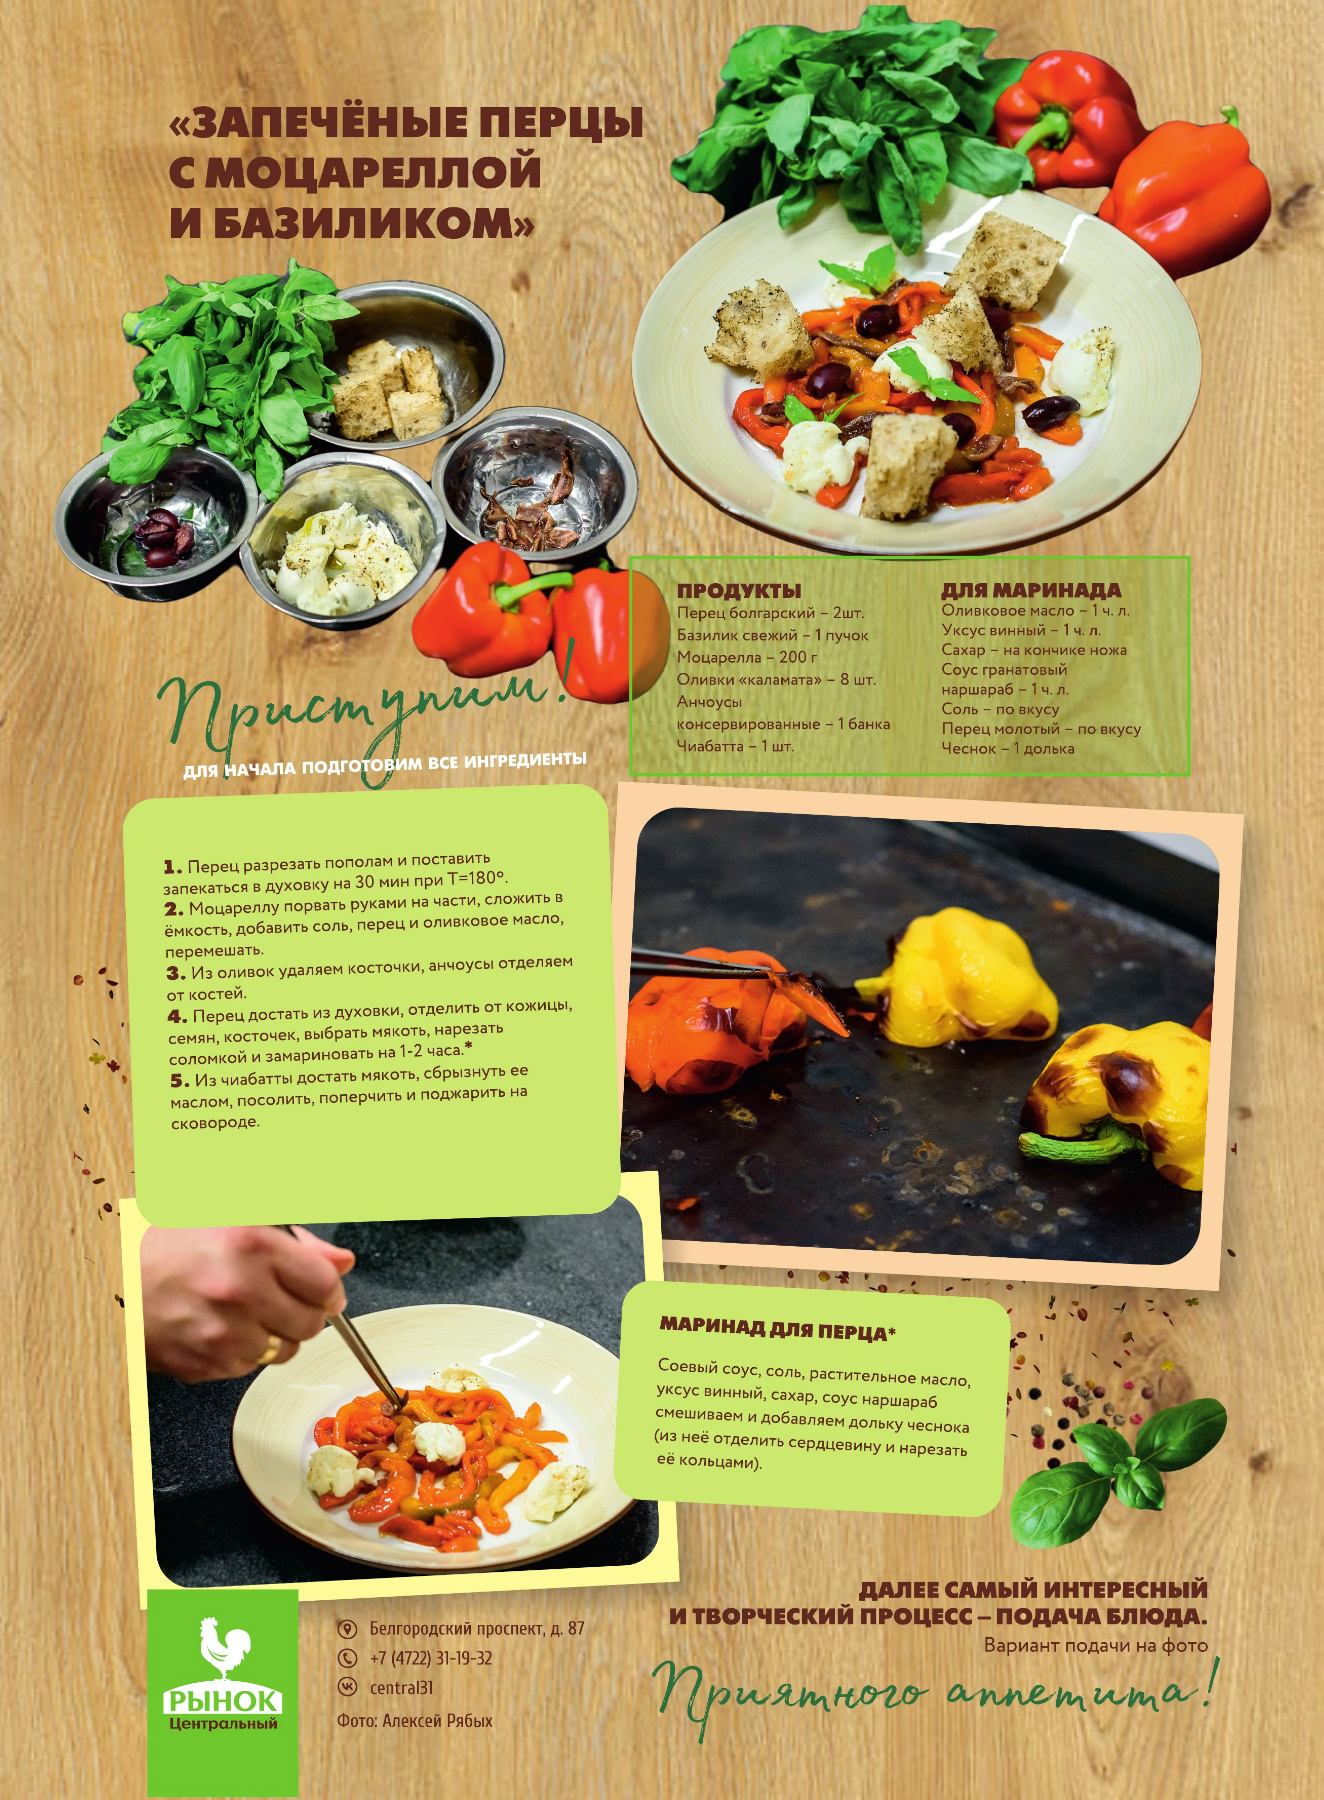 «ЗАПЕЧЁНЫЕ ПЕРЦЫ
С МОЦАРЕЛЛОЙ
И БАЗИЛИКОМ»
ПРОДУКТЫ
Перец болгарский – 2шт.
Базилик свежий – 1 пучок
Моцарелла – 200 г
Оливки «каламата» – 8 шт.
Анчоусы
консервированные – 1 банка
Чиабатта – 1 шт.
ДЛЯ МАРИНАДА
Оливковое масло – 1 ч. л.
Уксус винный – 1 ч. л.
Сахар – на кончике ножа
Соус гранатовый
наршараб – 1 ч. л.
Соль – по вкусу
Перец молотый – по вкусу
Чеснок – 1 долька
Приступим!
ДЛЯ НАЧАЛА ПОДГОТОВИМ ВСЕ ИНГРЕДИЕНТЫ
1. Перец разрезать пополам и поставить
запекаться в духовку на 30 мин при Т=180°.
2. Моцареллу порвать руками на части, сложить в
ёмкость, добавить соль, перец и оливковое масло,
перемешать.
3. Из оливок удаляем косточки, анчоусы отделяем
от костей.
4. Перец достать из духовки, отделить от кожицы,
семян, косточек, выбрать мякоть, нарезать
соломкой и замариновать на 1-2 часа.*
5. Из чиабатты достать мякоть, сбрызнуть ее
маслом, посолить, поперчить и поджарить на
сковороде.
МАРИНАД ДЛЯ ПЕРЦА*
Соевый соус, соль, растительное масло,
уксус винный, сахар, соус наршараб
смешиваем и добавляем дольку чеснока
(из неё отделить сердцевину и нарезать
её кольцами).
ДАЛЕЕ САМЫЙ ИНТЕРЕСНЫЙ
И ТВОРЧЕСКИЙ ПРОЦЕСС – ПОДАЧА БЛЮДА.
Вариант подачи на фото
Приятного аппетита!
РЫНОК
Центральный
Белгородский проспект, д. 87
+7 (4722) 31-19-32
central31
Фото: Алексей Рябых